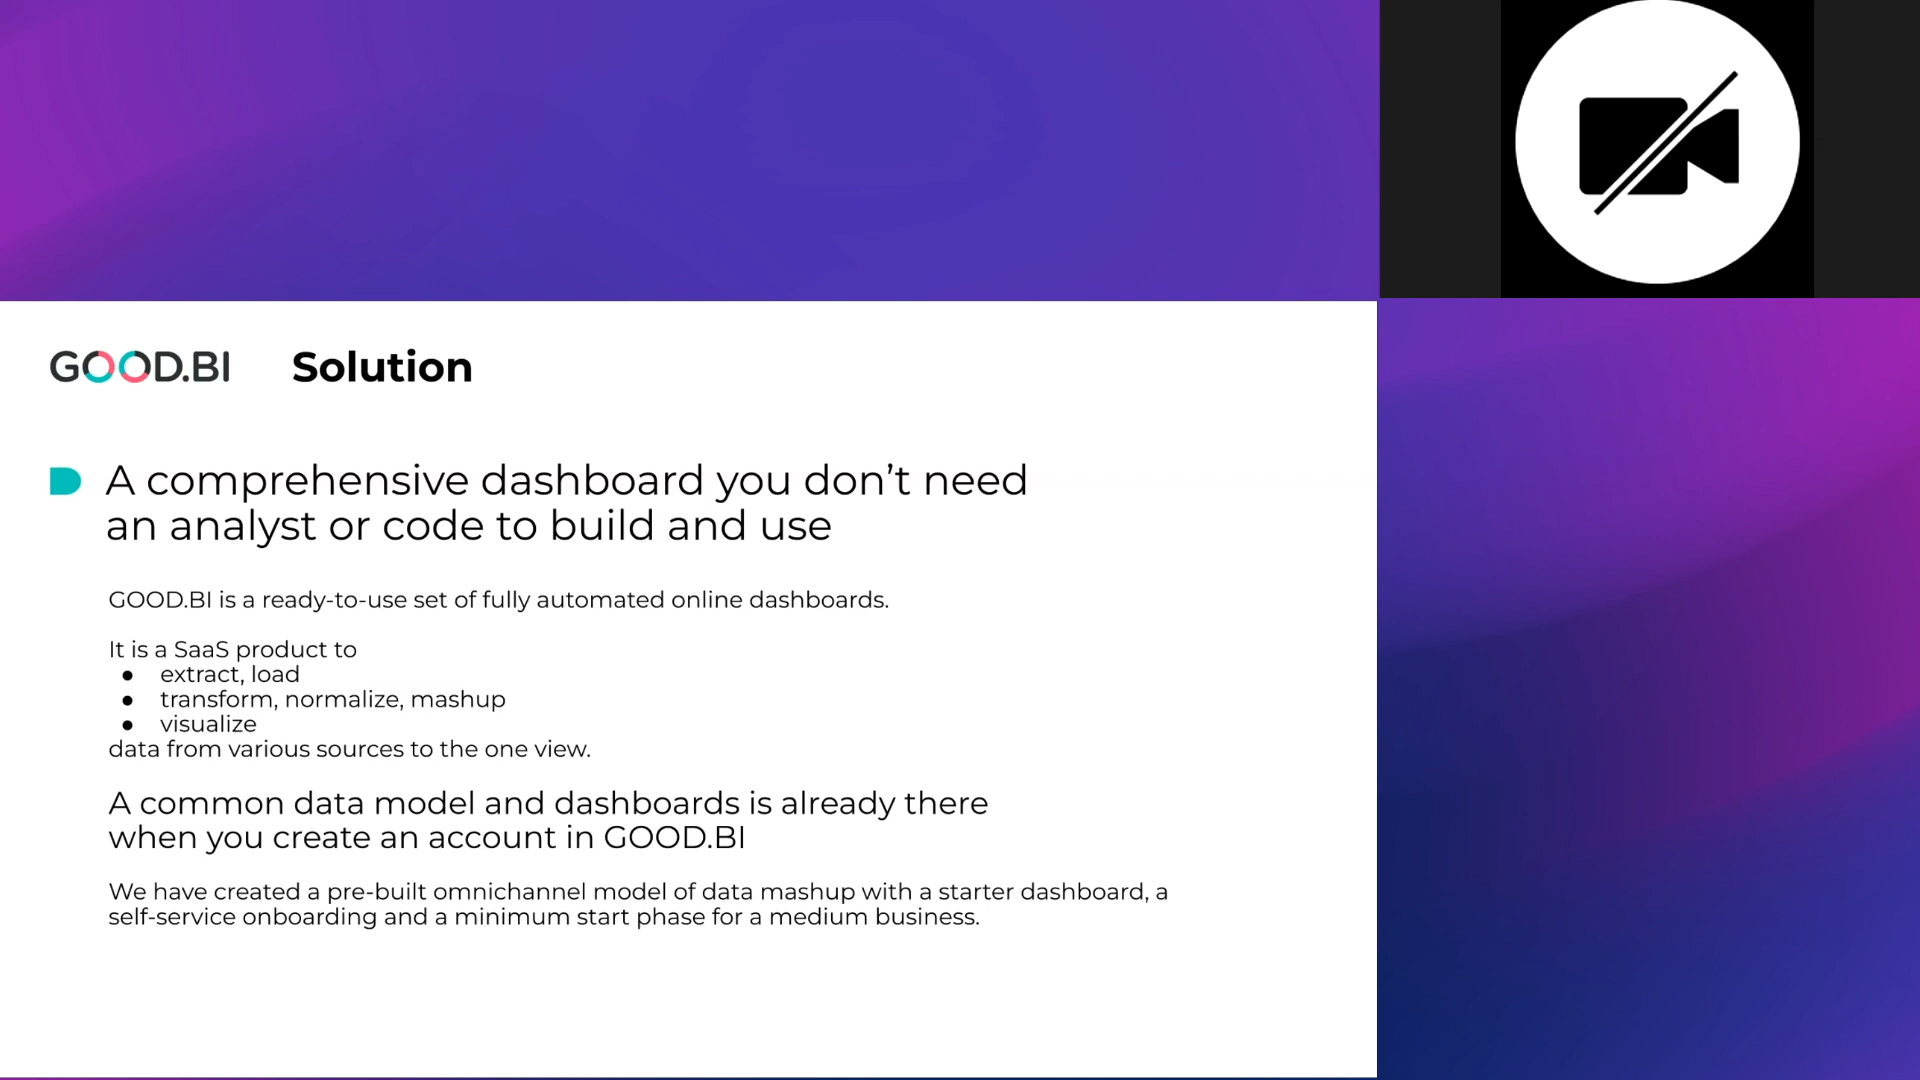 GOOD.BI Solution
A comprehensive dashboard you don’t need
an analyst or code to build and use
GOOD.BI is a ready-to-use set of fully automated online dashboards.
It is a SaaS product to
● extract, load
● transform, normalize, mashup
● visualize
data from various sources to the one view.
A common data model and dashboards is already there
when you create an account in GOOD.BI
We have created a pre-built omnichannel model of data mashup with a starter dashboard, a
self-service onboarding and a minimum start phase for a medium business.